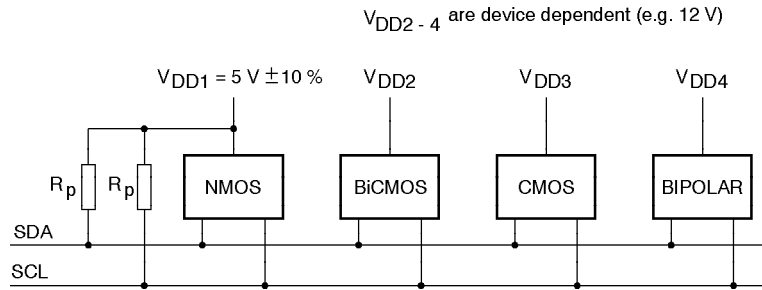 VDD2 - 4 are device dependent (e.g. 12 V)
VDD1 = 5 V ±10 % VDD2 VDD3 VDD4
Rp Rp NMOS BiCMOS CMOS BIPOLAR
SDA
SCL